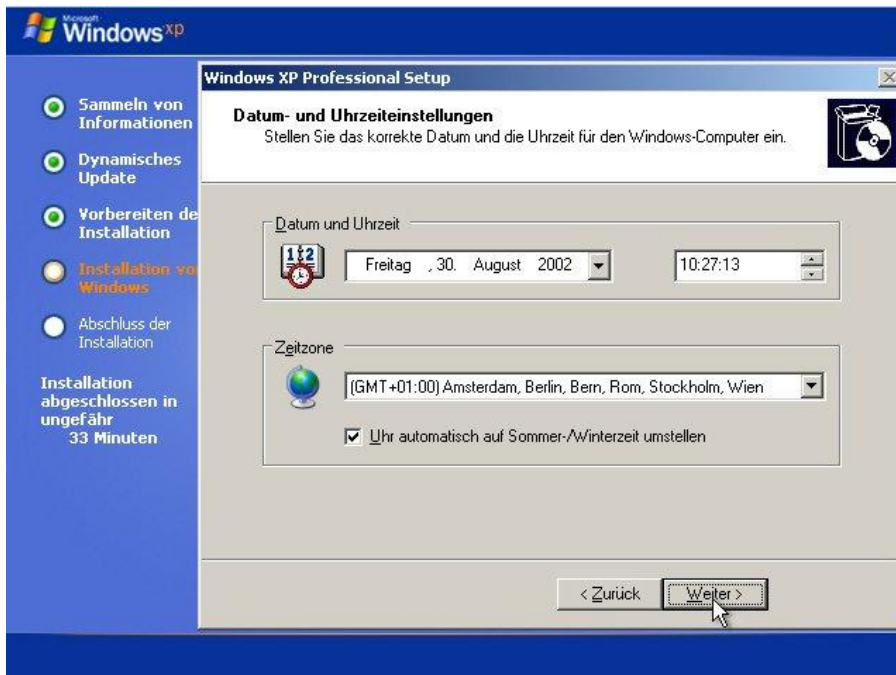 Microsoft
Windows xp
Sammeln von
Informationen
Dynamisches
Update
Vorbereiten de
Installation
Installation vo
Windows
Abschluss der
Installation
Installation
abgeschlossen in
ungefähr
33 Minuten
Windows XP Professional Setup
Datum- und Uhrzeiteinstellungen
Stellen Sie das korrekte Datum und die Uhrzeit für den Windows-Computer ein.
Datum und Uhrzeit
12
Freitag , 30. August 2002
10:27:13
Zeitzone
(GMT+01:00) Amsterdam, Berlin, Bern, Rom, Stockholm, Wien
Uhr automatisch auf Sommer-/Winterzeit umstellen
< Zurück
Weiter >